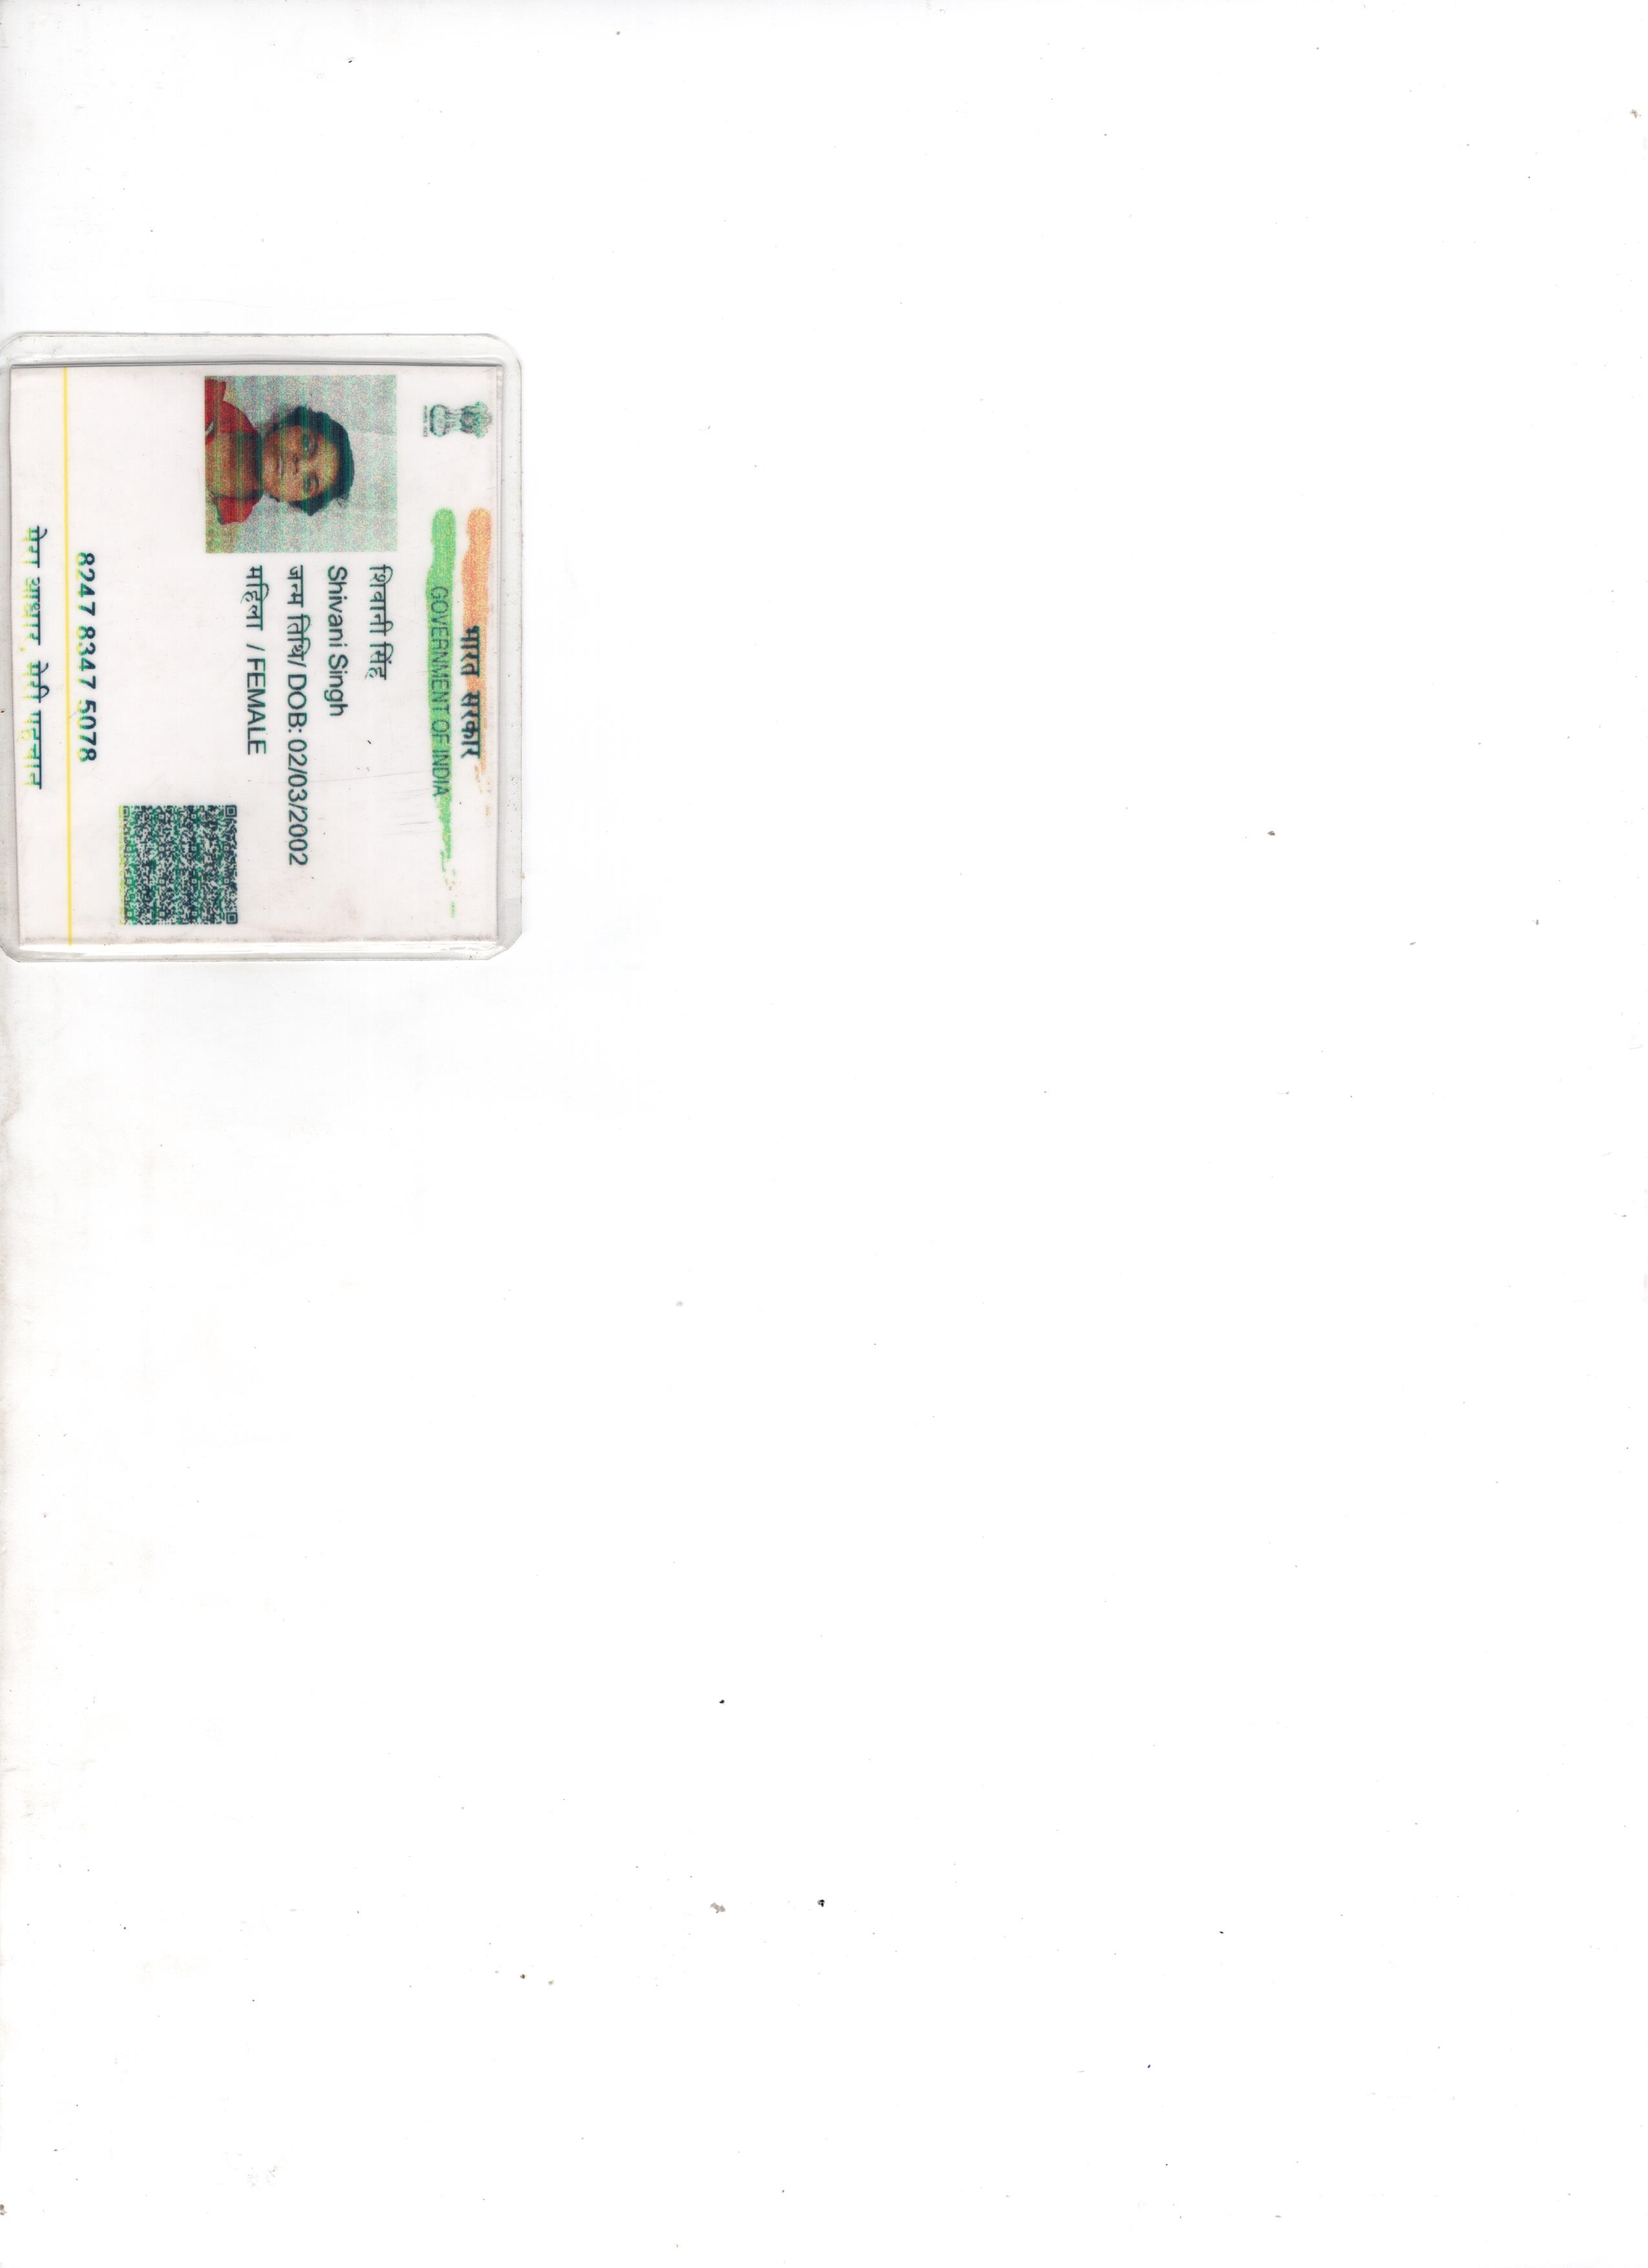 भारत सरकार
GOVERNMENT OF INDIA
शिवानी सिंह
Shivani Singh
जन्म तिथि/ DOB: 02/03/2002
महिला / FEMALE
8247 8347 5078
मेरा आधार, मेरी पहचान